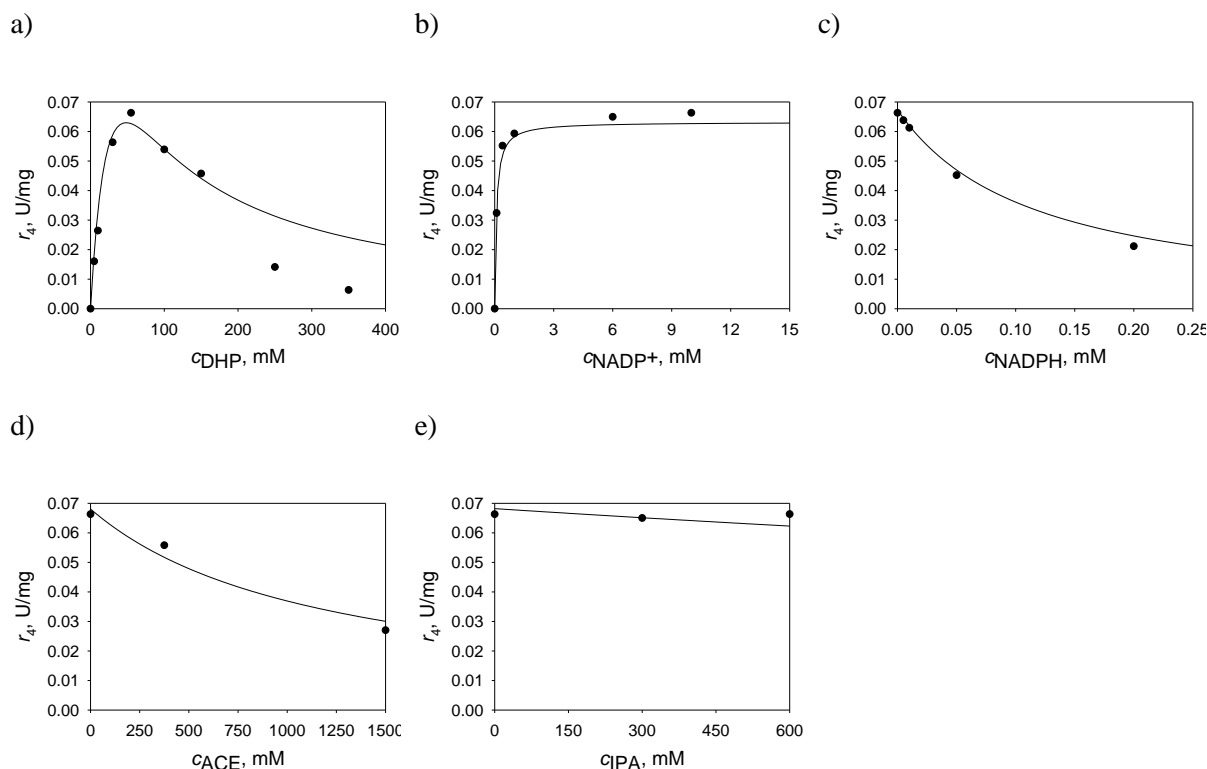 a)
b)
c)
r4, U/mg
0.07
0.06
0.05
0.04
0.03
0.02
0.01
0.00
0 100 200 300 400
cDHP, mM
r4, U/mg
0.07
0.06
0.05
0.04
0.03
0.02
0.01
0.00
0 3 6 9 12 15
cNADP+, mM
r4, U/mg
0.07
0.06
0.05
0.04
0.03
0.02
0.01
0.00
0.00 0.05 0.10 0.15 0.20 0.25
cNADPH, mM
d)
e)
r4, U/mg
0.07
0.06
0.05
0.04
0.03
0.02
0.01
0.00
0 250 500 750 1000 1250 1500
cACE, mM
r4, U/mg
0.07
0.06
0.05
0.04
0.03
0.02
0.01
0.00
0 150 300 450 600
cIPA, mM